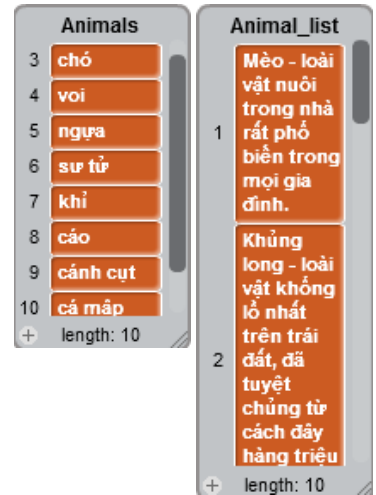 Animals
3 chó
4 voi
5 ngựa
6 sư tử
7 khỉ
8 cáo
9 cánh cụt
10 cá mập
+ length: 10
Animal_list
1
Mèo - loài
vật nuôi
trong nhà
rất phổ
biến trong
mọi gia
đình.
2
Khủng
long - loài
vật khổng
lồ nhất
trên trái
đất, đã
tuyệt
chủng từ
cách đây
hàng triệu
+ length: 10